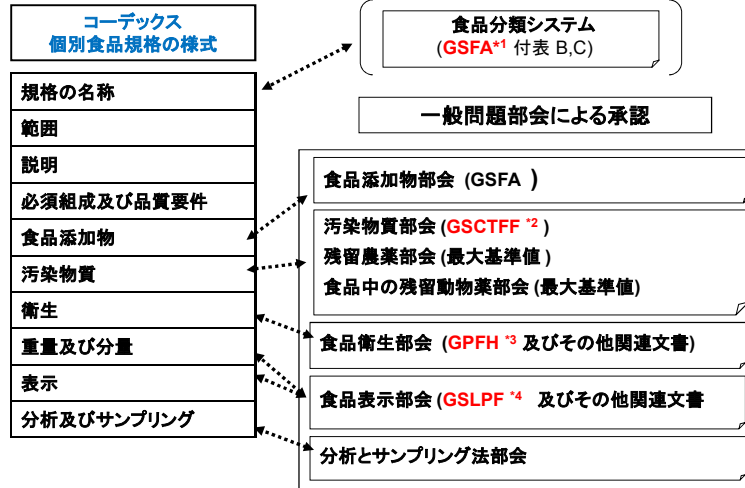 コーデックス
個別食品規格の様式
規格の名称
範囲
説明
必須組成及び品質要件
食品添加物
汚染物質
衛生
重量及び分量
表示
分析及びサンプリング
食品分類システム
(GSFA*1 付表 B,C)
一般問題部会による承認
食品添加物部会 (GSFA )
汚染物質部会 (GSCTFF *2 )
残留農薬部会 (最大基準値 )
食品中の残留動物薬部会 (最大基準値)
食品衛生部会 (GPFH *3 及びその他関連文書)
食品表示部会 (GSLPF *4 及びその他関連文書
分析とサンプリング法部会